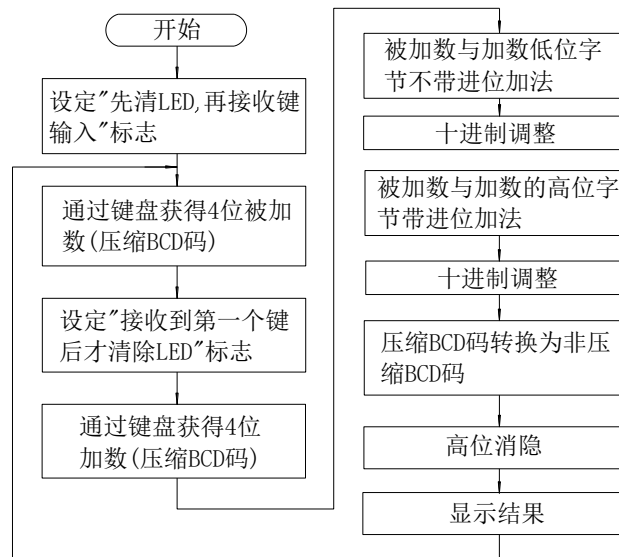 开始
设定"先清LED,再接收键
输入"标志
通过键盘获得4位被加
数(压缩BCD码)
设定"接收到第一个键
后才清除LED"标志
通过键盘获得4位
加数(压缩BCD码)
被加数与加数低位字
节不带进位加法
十进制调整
被加数与加数的高位字
节带进位加法
十进制调整
压缩BCD码转换为非压
缩BCD码
高位消隐
显示结果